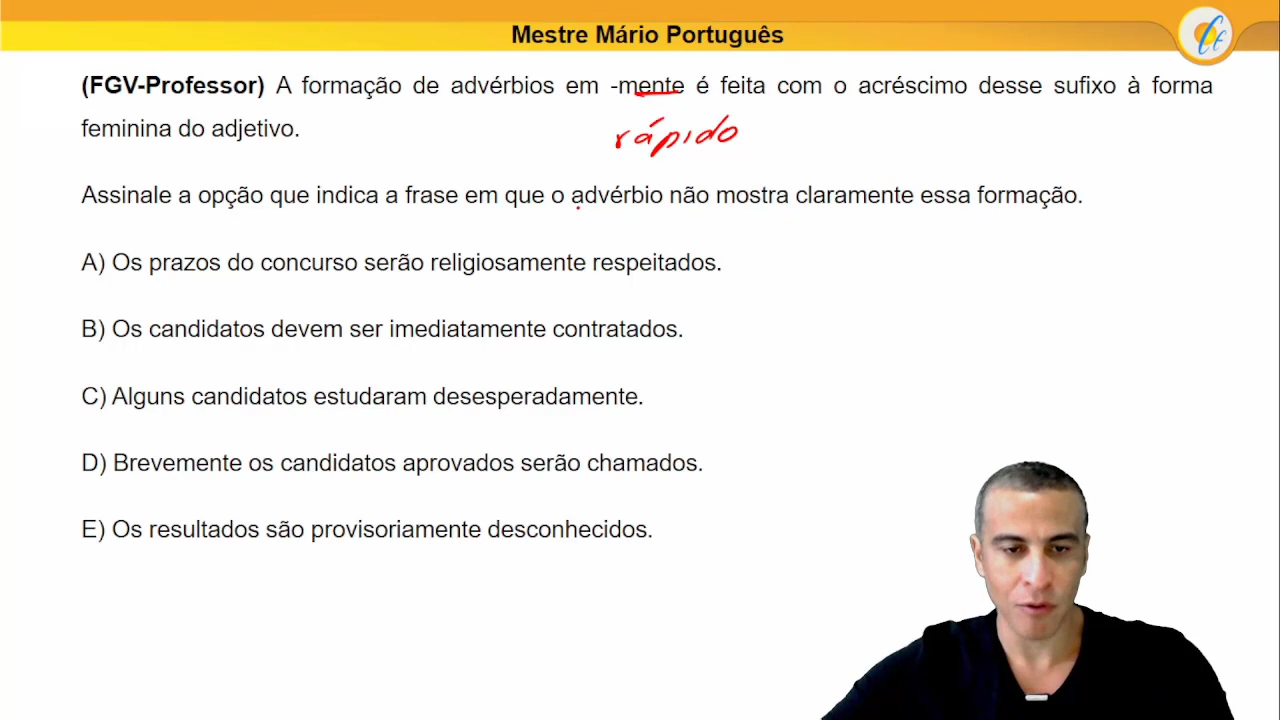 Mestre Mário Português
(FGV-Professor) A formação de advérbios em -mente é feita com o acréscimo desse sufixo à forma
feminina do adjetivo.
rápido
Assinale a opção que indica a frase em que o advérbio não mostra claramente essa formação.
A) Os prazos do concurso serão religiosamente respeitados.
B) Os candidatos devem ser imediatamente contratados.
C) Alguns candidatos estudaram desesperadamente.
D) Brevemente os candidatos aprovados serão chamados.
E) Os resultados são provisoriamente desconhecidos.